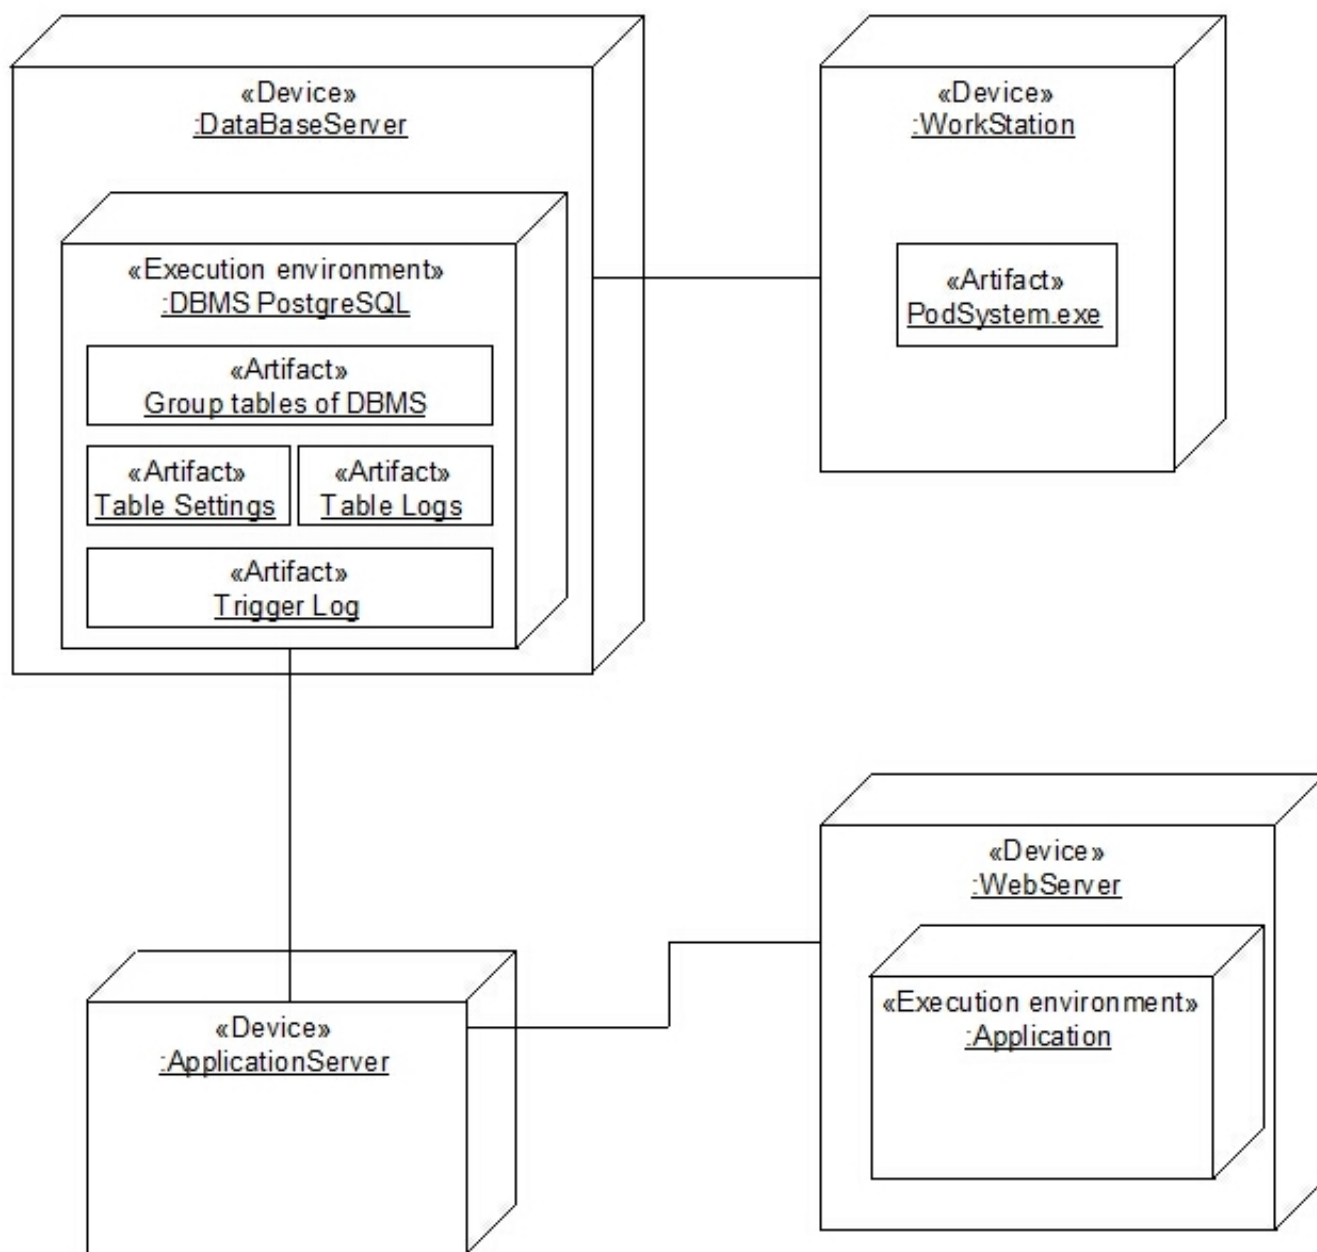 «Device»
:DataBaseServer
«Execution environment»
:DBMS PostgreSQL
«Artifact»
Group tables of DBMS
«Artifact»
Table Settings
«Artifact»
Table Logs
«Artifact»
Trigger Log
«Device»
:WorkStation
«Artifact»
PodSystem.exe
«Device»
:ApplicationServer
«Device»
:WebServer
«Execution environment»
:Application